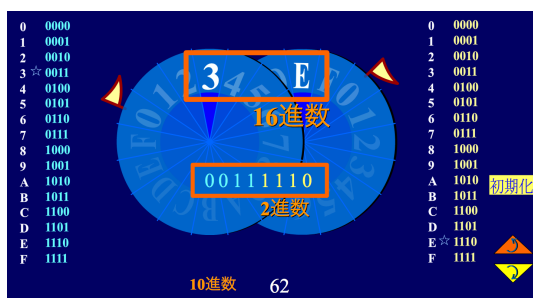 0 0000
1 0001
2 0010
3 ☆ 0011
4 0100
5 0101
6 0110
7 0111
8 1000
9 1001
A 1010
B 1011
C 1100
D 1101
E 1110
F 1111
3 E
16進数
00111110
2進数
10進数 62
0 0000
1 0001
2 0010
3 0011
4 0100
5 0101
6 0110
7 0111
8 1000
9 1001
A 1010
B 1011
C 1100
D 1101
E ☆ 1110
F 1111
初期化